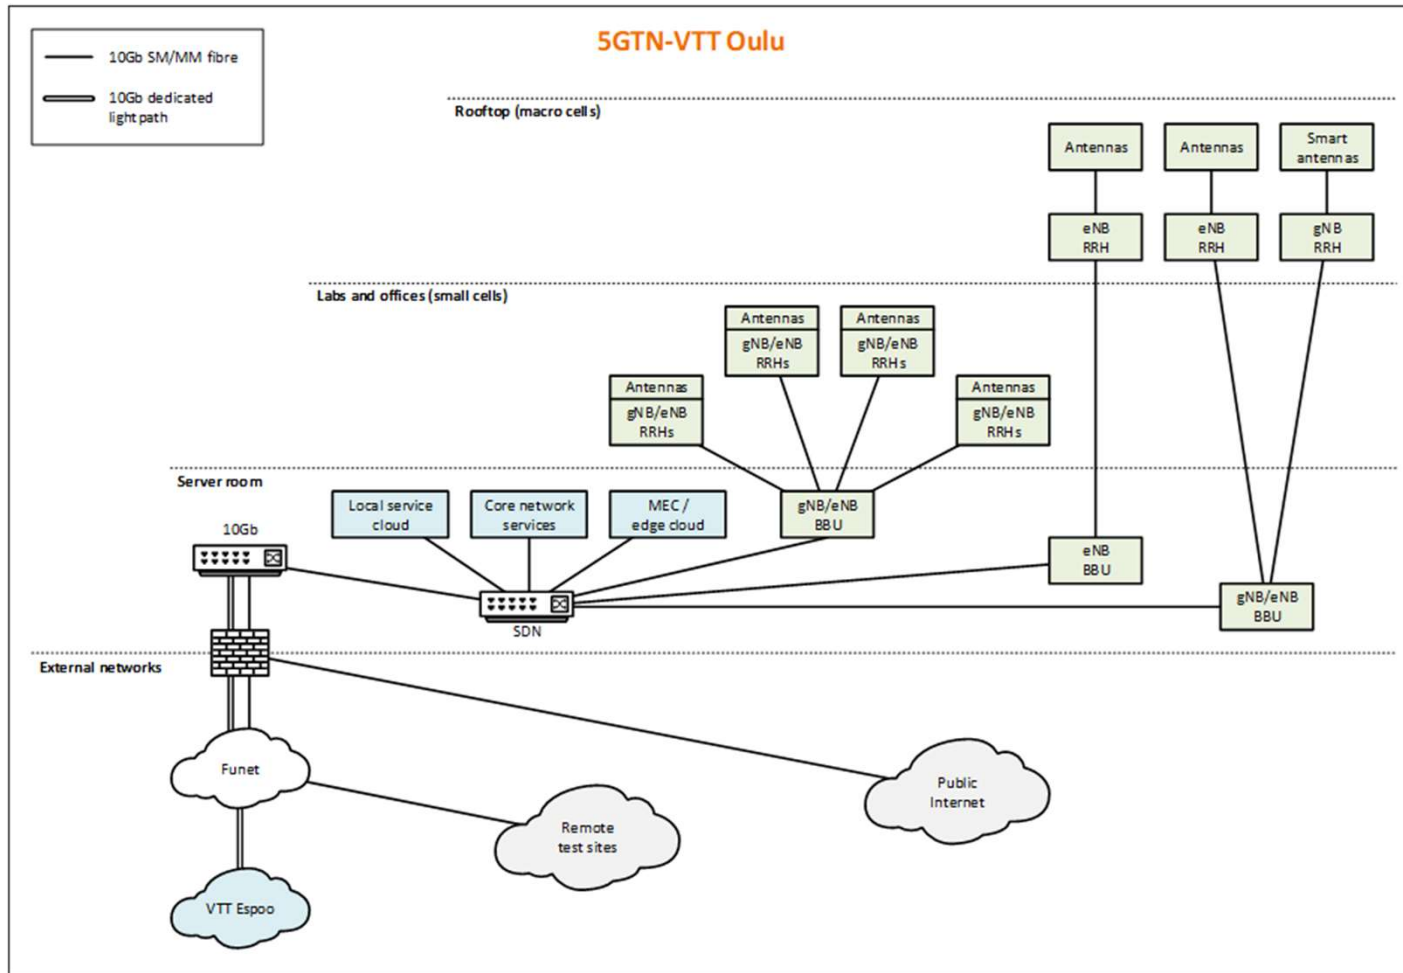 5GTN-VTT Oulu
10Gb SM/MM fibre
10Gb dedicated
lightpath
Rooftop (macro cells)
Antennas
Antennas
Smart
antennas
eNB
RRH
eNB
RRH
gNB
RRH
Labs and offices (small cells)
Antennas
gNB/eNB
RRHs
Antennas
gNB/eNB
RRHs
Antennas
gNB/eNB
RRHs
Antennas
gNB/eNB
RRHs
Server room
Local service
cloud
Core network
services
MEC /
edge cloud
gNB/eNB
BBU
10Gb
eNB
BBU
gNB/eNB
BBU
SDN
External networks
Funet
Public
Internet
Remote
test sites
VTT Espoo